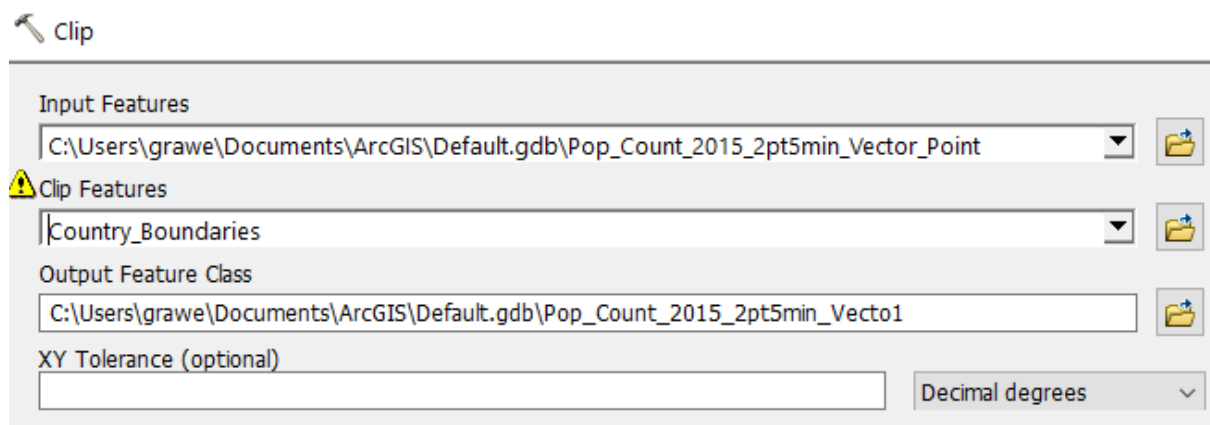 Clip
Input Features
C:\Users\grawe\Documents\ArcGIS\Default.gdb\Pop_Count_2015_2pt5min_Vector_Point
Clip Features
Country_Boundaries
Output Feature Class
C:\Users\grawe\Documents\ArcGIS\Default.gdb\Pop_Count_2015_2pt5min_Vecto1
XY Tolerance (optional)
Decimal degrees